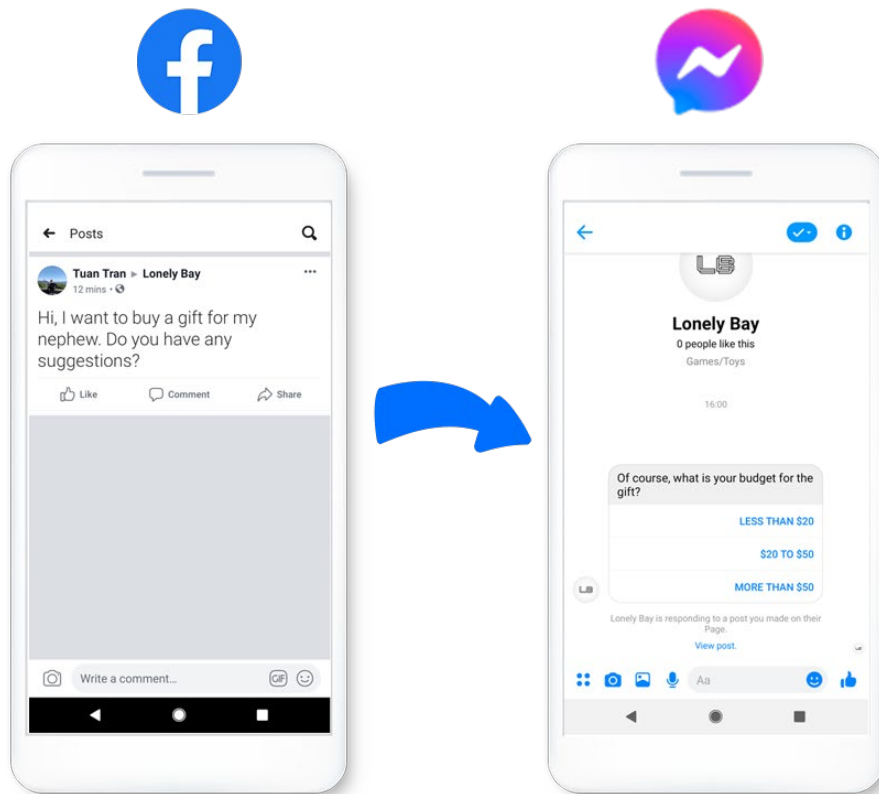 Posts
Tuan Tran ▸ Lonely Bay
12 mins •
Hi, I want to buy a gift for my
nephew. Do you have any
suggestions?
Like Comment Share
Write a comment... GIF
LB
Lonely Bay
0 people like this
Games/Toys
16:00
Of course, what is your budget for the
gift?
LESS THAN $20
$20 TO $50
MORE THAN $50
LB
Lonely Bay is responding to a post you made on their
Page.
View post.
Aa